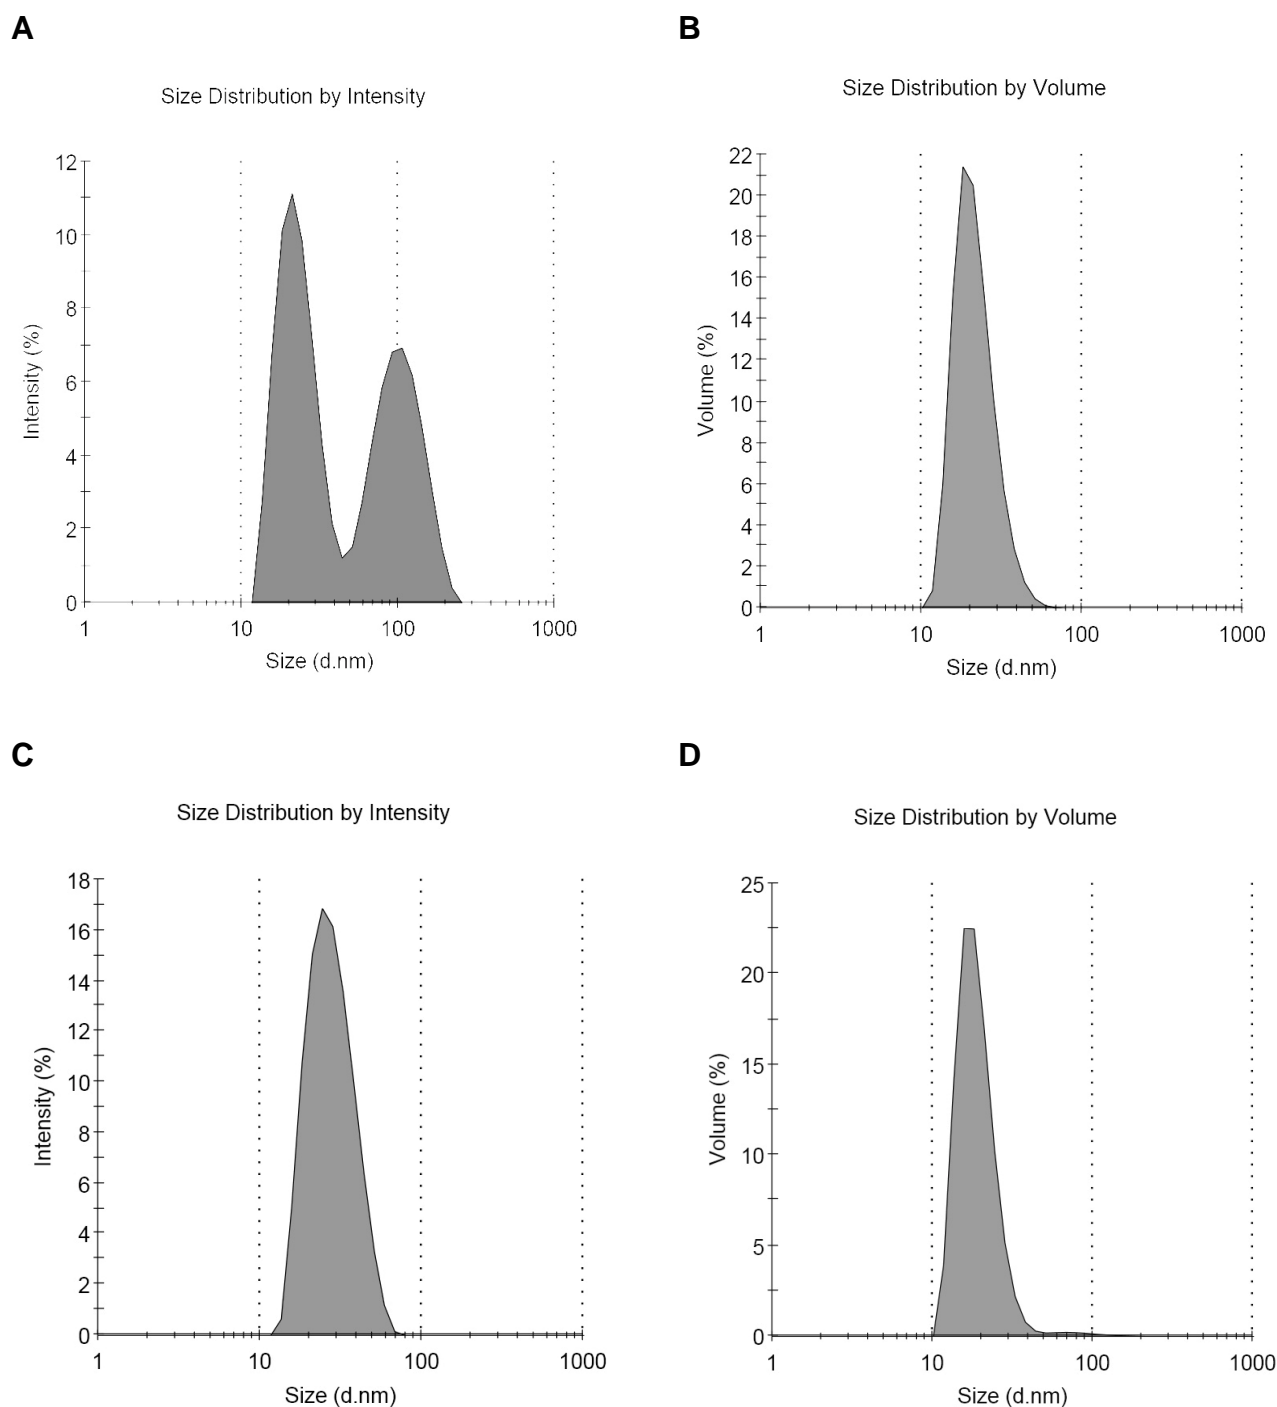 A
Size Distribution by Intensity
Intensity (%)
12
10
8
6
4
2
0
1 10 100 1000
Size (d.nm)
B
Size Distribution by Volume
Volume (%)
22
20
18
16
14
12
10
8
6
4
2
0
1 10 100 1000
Size (d.nm)
C
Size Distribution by Intensity
Intensity (%)
18
16
14
12
10
8
6
4
2
0
1 10 100 1000
Size (d.nm)
D
Size Distribution by Volume
Volume (%)
25
20
15
10
5
0
1 10 100 1000
Size (d.nm)